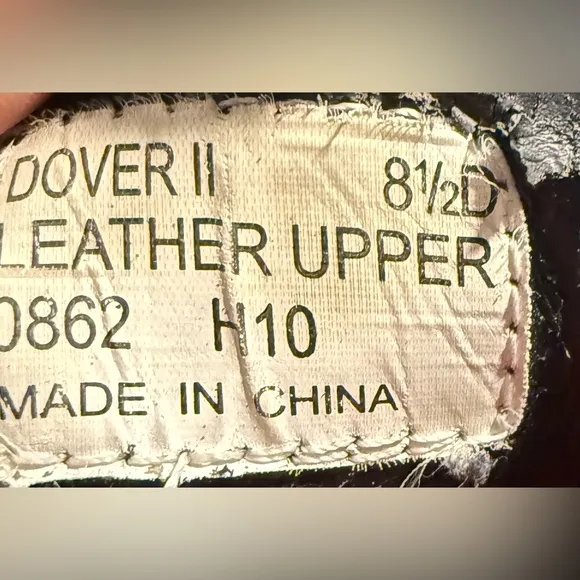 DOVER II 8½D
LEATHER UPPER
0862 H10
MADE IN CHINA